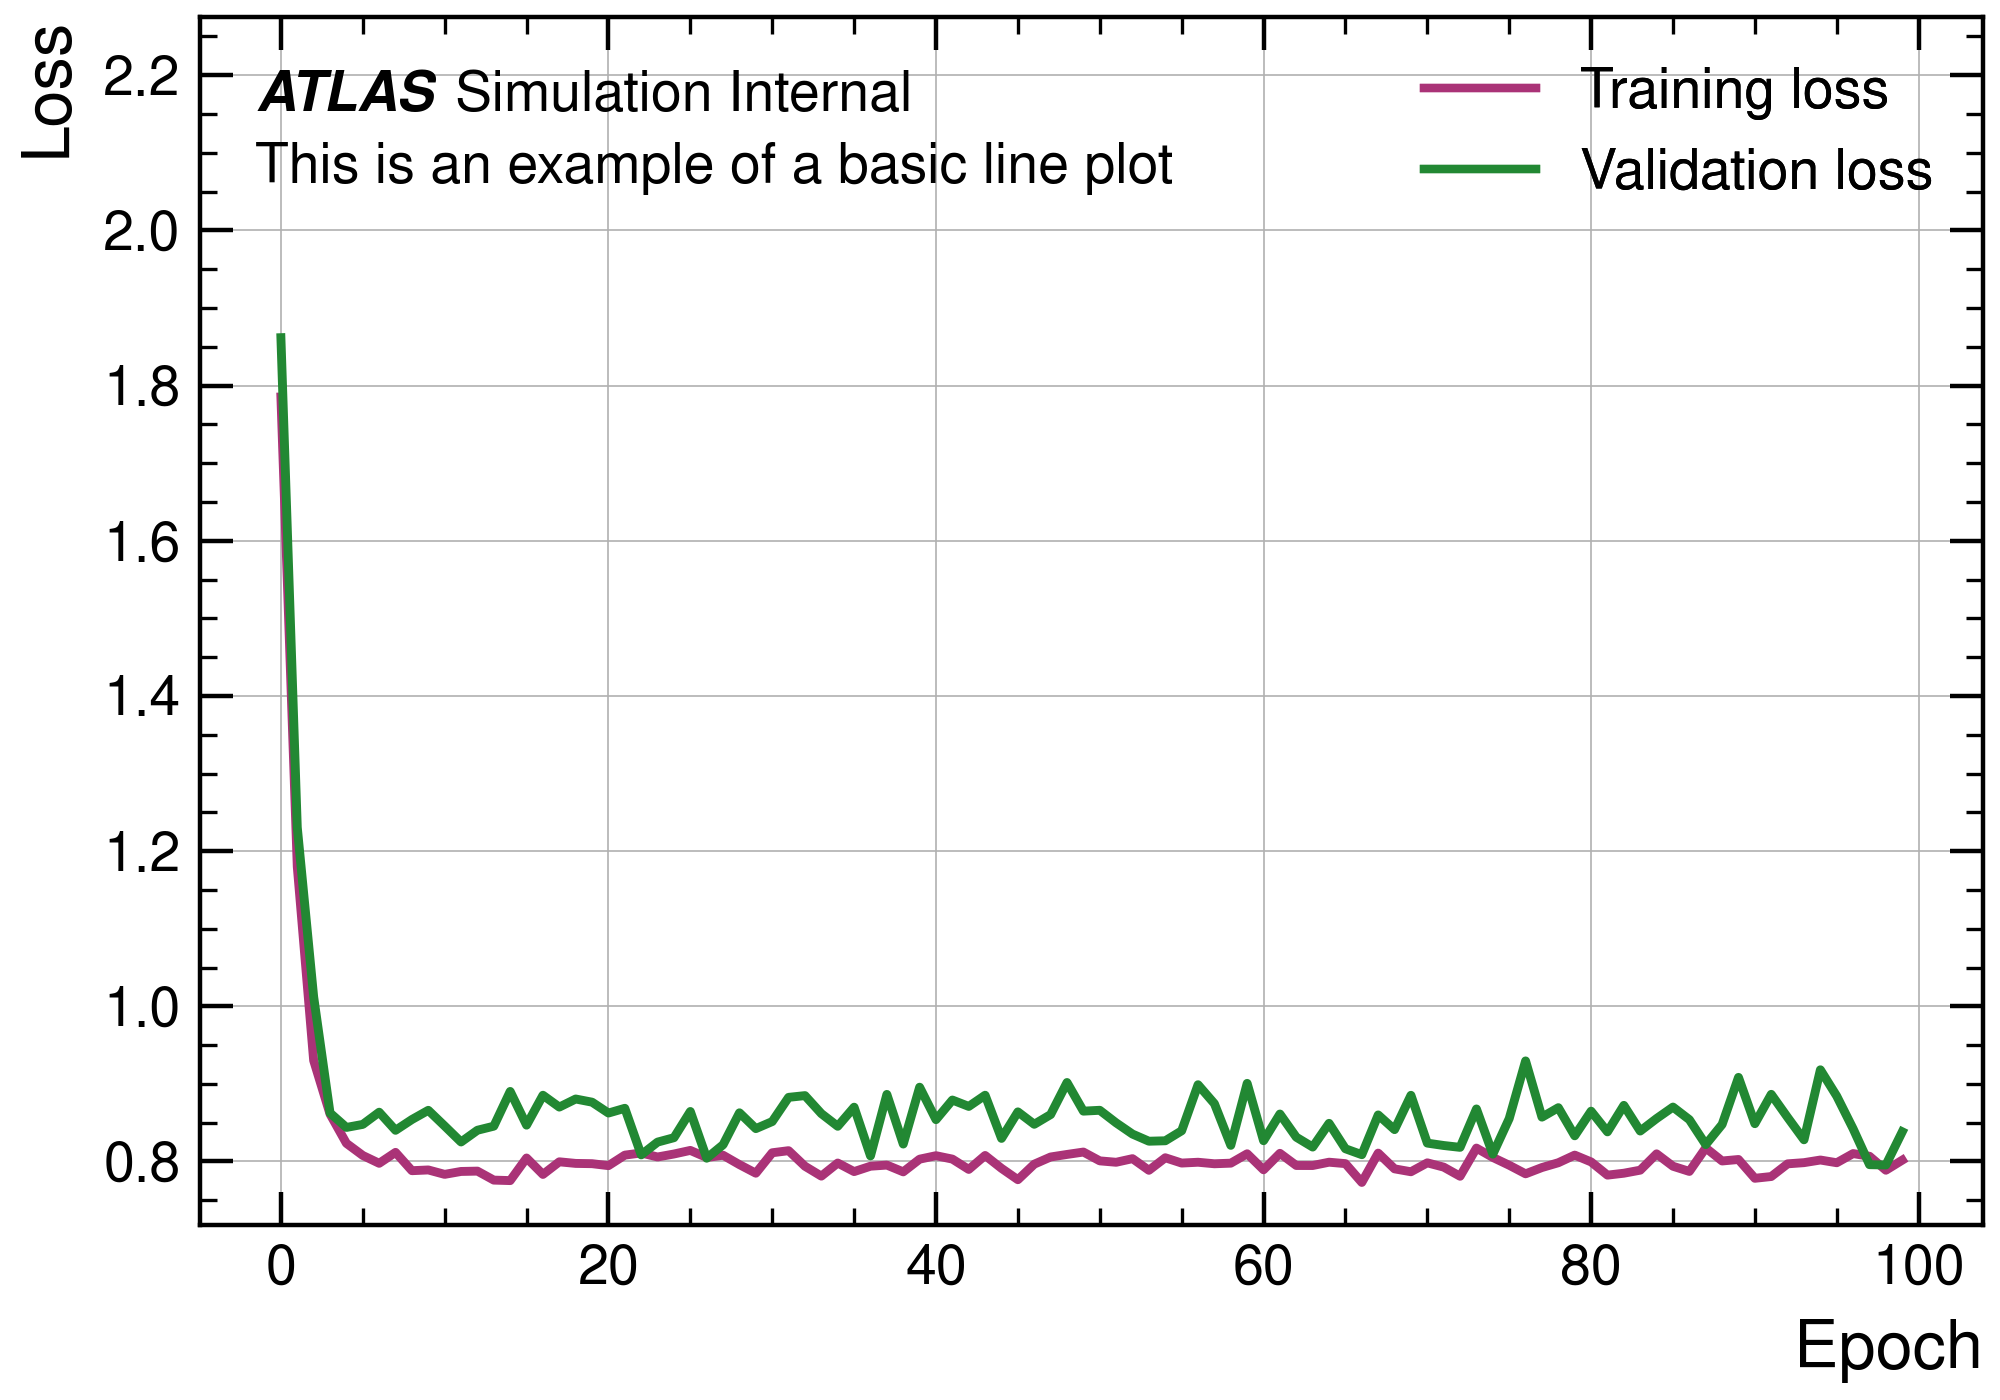 Loss
2.2
2.0
1.8
1.6
1.4
1.2
1.0
0.8
ATLAS Simulation Internal
This is an example of a basic line plot
Training loss
Validation loss
0 20 40 60 80 100
Epoch